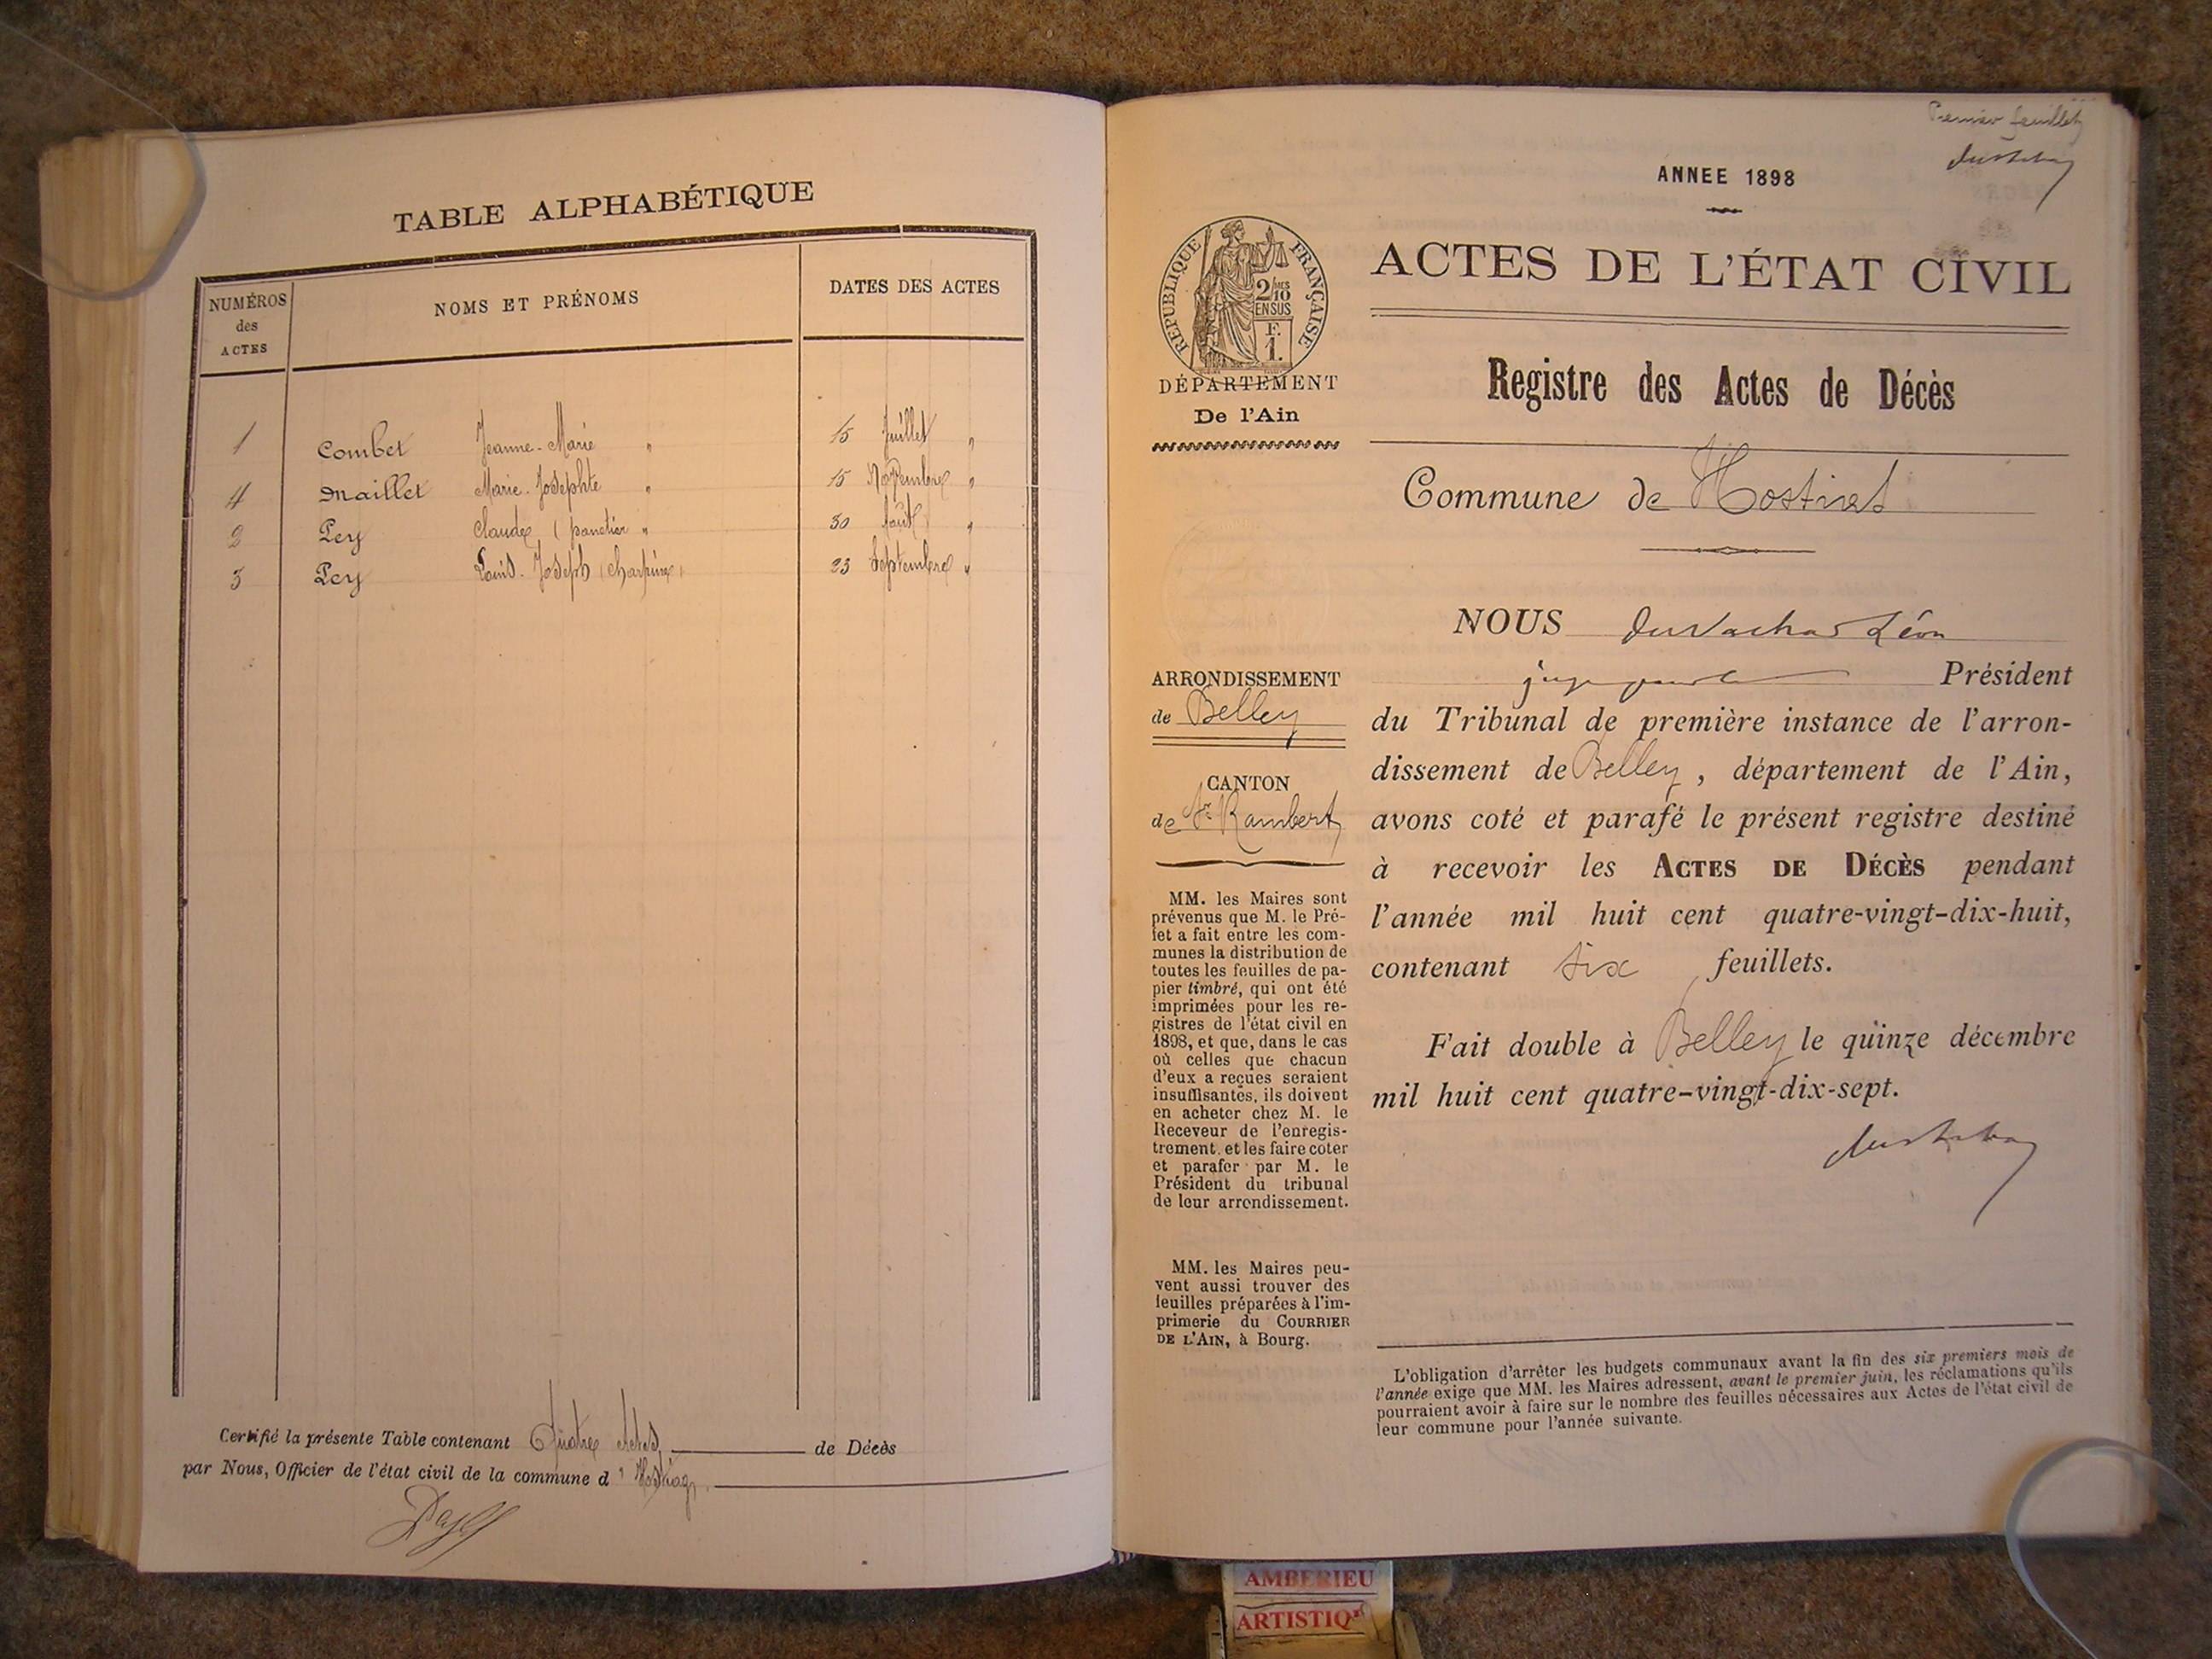 TABLE ALPHABÉTIQUE
NUMÉROS
des
ACTES
NOMS ET PRÉNOMS
DATES DES ACTES
1 Combet Jeanne-Marie " 15 Juillet "
4 Maillet Marie-Josephte " 15 Novembre "
2 Pey Claude (panetier " 30 Août "
3 Pey Louis-Joseph (Charpine) 23 Septembre "
Certifié la présente Table contenant Quatre Actes de Décès
par Nous, Officier de l'état civil de la commune d' Hostiaz
Premier feuillet
ANNEE 1898
RÉPUBLIQUE FRANÇAISE
2/10
EN SUS
F.
1.
DÉPARTEMENT
De l'Ain
ARRONDISSEMENT
de Belley
CANTON
de St Rambert
MM. les Maires sont
prévenus que M. le Pré-
fet a fait entre les com-
munes la distribution de
toutes les feuilles de pa-
pier timbré, qui ont été
imprimées pour les re-
gistres de l'état civil en
1898, et que, dans le cas
où celles que chacun
d'eux a reçues seraient
insuffisantes, ils doivent
en acheter chez M. le
Receveur de l'enregis-
trement, et les faire coter
et parafer par M. le
Président du tribunal
de leur arrondissement.
MM. les Maires peu-
vent aussi trouver des
feuilles préparées à l'im-
primerie du COURRIER
DE L'AIN, à Bourg.
ACTES DE L'ÉTAT CIVIL
Registre des Actes de Décès
Commune de Hostias
NOUS Léon
Président
du Tribunal de première instance de l'arron-
dissement de Belley, département de l'Ain,
avons coté et parafé le présent registre destiné
à recevoir les ACTES DE DÉCÈS pendant
l'année mil huit cent quatre-vingt-dix-huit,
contenant six feuillets.
Fait double à Belley le quinze décembre
mil huit cent quatre-vingt-dix-sept.
L'obligation d'arrêter les budgets communaux avant la fin des six premiers mois de
l'année exige que MM. les Maires adressent, avant le premier juin, les réclamations qu'ils
pourraient avoir à faire sur le nombre des feuilles nécessaires aux Actes de l'état civil de
leur commune pour l'année suivante.
AMBERIEU
ARTISTIQ